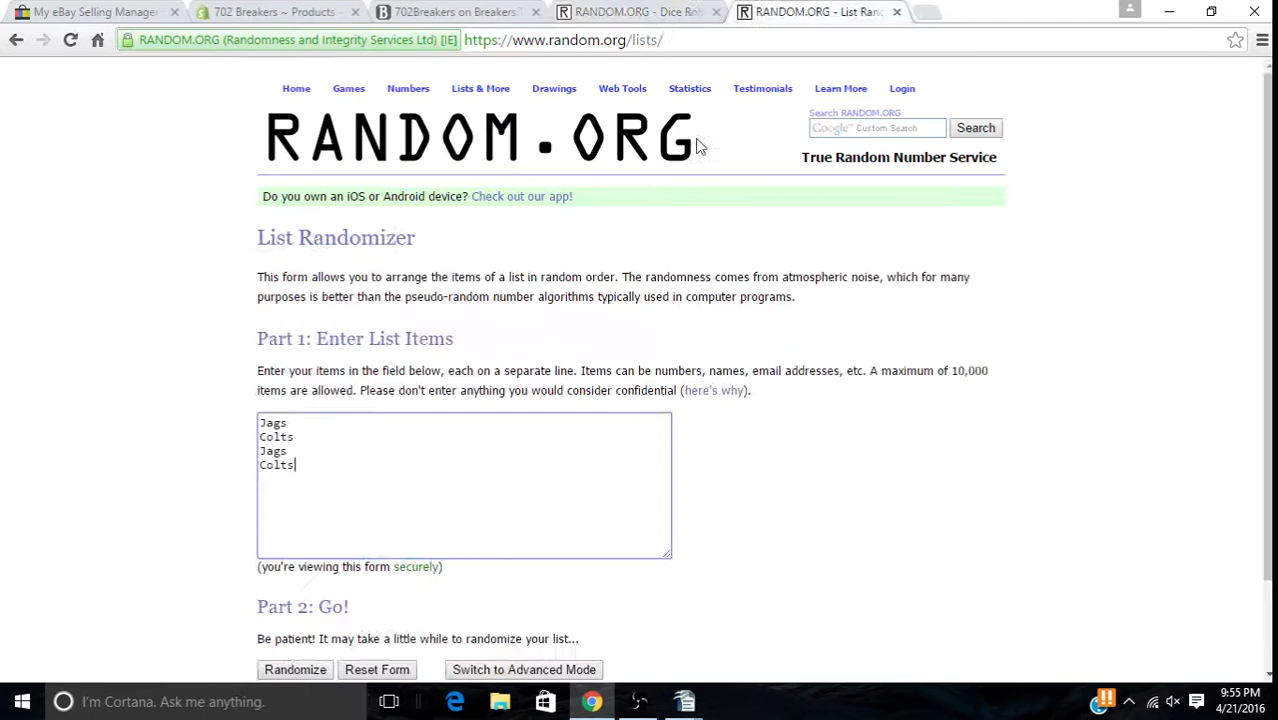 My eBay Selling Manager
702 Breakers ~ Products
702Breakers on Breakers.T
RANDOM.ORG - Dice Ro
RANDOM.ORG - List Ran
RANDOM.ORG (Randomness and Integrity Services Ltd) [IE]
https://www.random.org/lists/
Home Games Numbers Lists & More Drawings Web Tools Statistics Testimonials Learn More Login
RANDOM.ORG
Search RANDOM.ORG
Google™ Custom Search
Search
True Random Number Service
Do you own an iOS or Android device? Check out our app!
List Randomizer
This form allows you to arrange the items of a list in random order. The randomness comes from atmospheric noise, which for many
purposes is better than the pseudo-random number algorithms typically used in computer programs.
Part 1: Enter List Items
Enter your items in the field below, each on a separate line. Items can be numbers, names, email addresses, etc. A maximum of 10,000
items are allowed. Please don't enter anything you would consider confidential (here's why).
Jags
Colts
Jags
Colts
(you're viewing this form securely)
Part 2: Go!
Be patient! It may take a little while to randomize your list...
Randomize Reset Form Switch to Advanced Mode
I'm Cortana. Ask me anything.
9:55 PM
4/21/2016